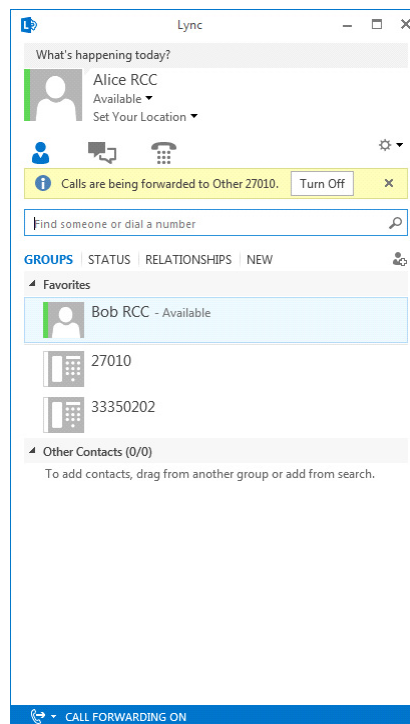 Lync
What's happening today?
Alice RCC
Available
Set Your Location
Calls are being forwarded to Other 27010. Turn Off
Find someone or dial a number
GROUPS STATUS RELATIONSHIPS NEW
Favorites
Bob RCC - Available
27010
33350202
Other Contacts (0/0)
To add contacts, drag from another group or add from search.
CALL FORWARDING ON